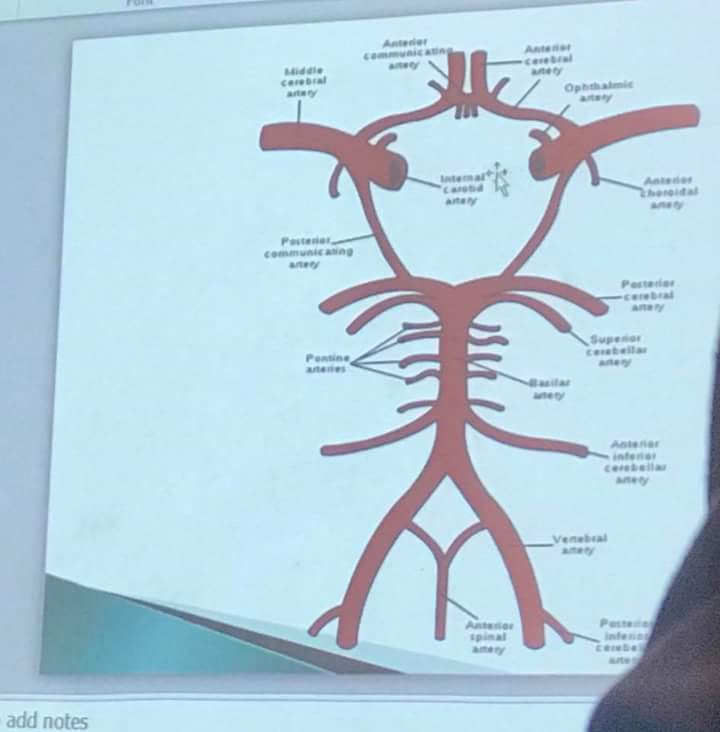 Font
Anterior
communicating
artery
Anterior
cerebral
artery
Middle
cerebral
artery
Ophthalmic
artery
Internal
carotid
artery
Anterior
choroidal
artery
Posterior
communicating
artery
Posterior
cerebral
artery
Superior
cerebellar
artery
Pontine
arteries
Basilar
artery
Anterior
inferior
cerebellar
artery
Vertebral
artery
Anterior
spinal
artery
add notes